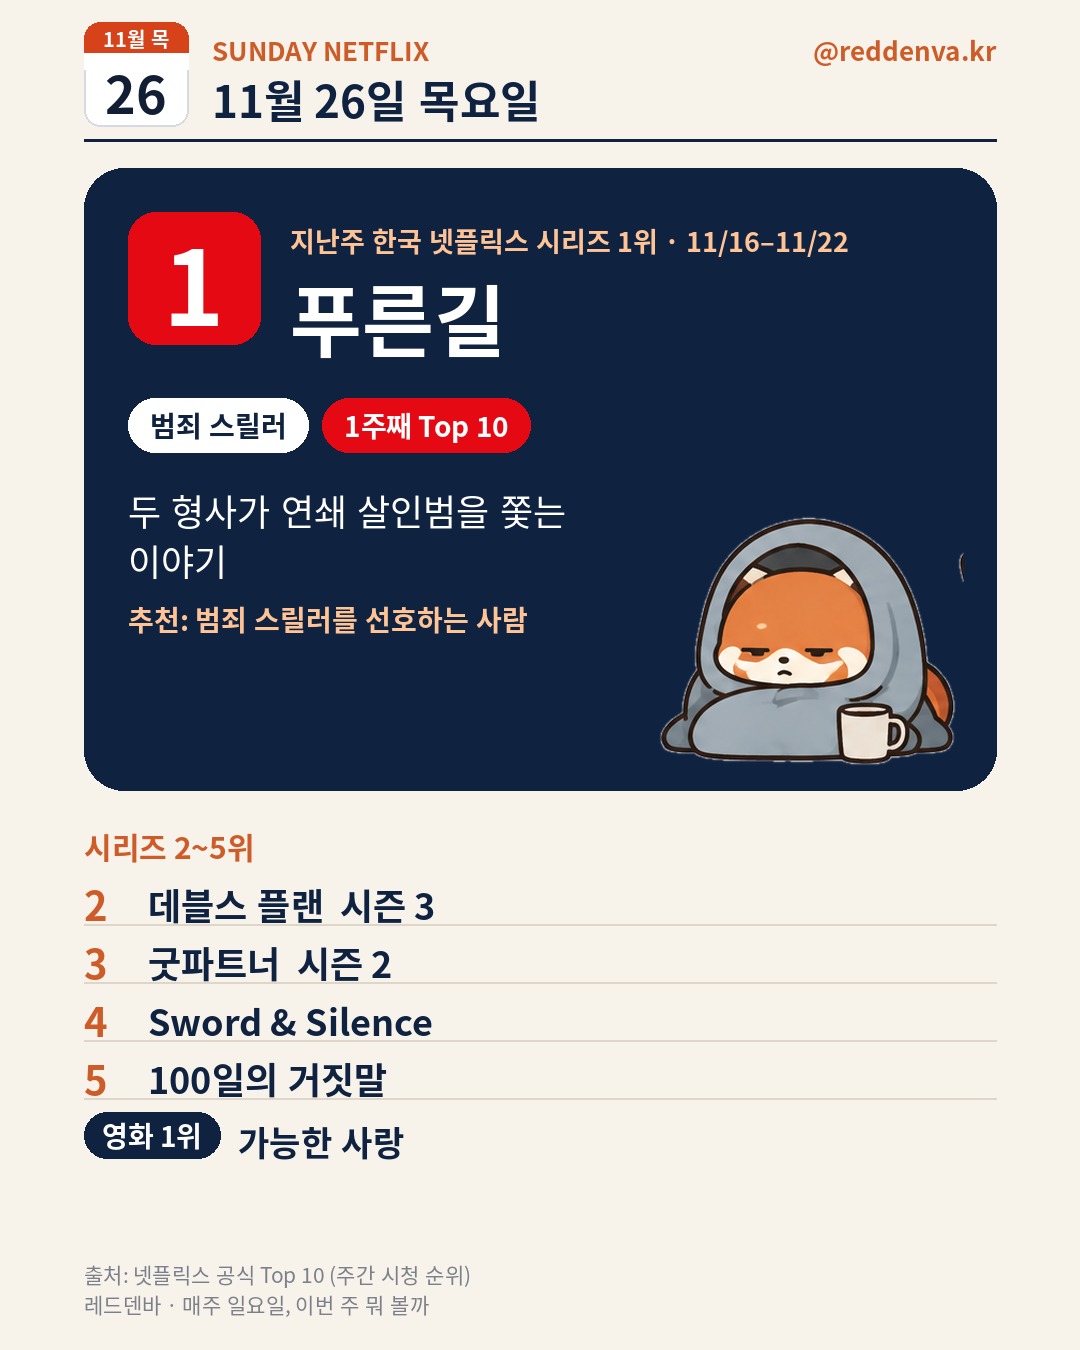 11월 목
26
SUNDAY NETFLIX
11월 26일 목요일
@reddenva.kr
1
지난주 한국 넷플릭스 시리즈 1위 · 11/16–11/22
푸른길
범죄 스릴러
1주째 Top 10
두 형사가 연쇄 살인범을 쫓는
이야기
추천: 범죄 스릴러를 선호하는 사람
시리즈 2~5위
2 데블스 플랜 시즌 3
3 굿파트너 시즌 2
4 Sword & Silence
5 100일의 거짓말
영화 1위 가능한 사랑
출처: 넷플릭스 공식 Top 10 (주간 시청 순위)
레드덴바 · 매주 일요일, 이번 주 뭐 볼까